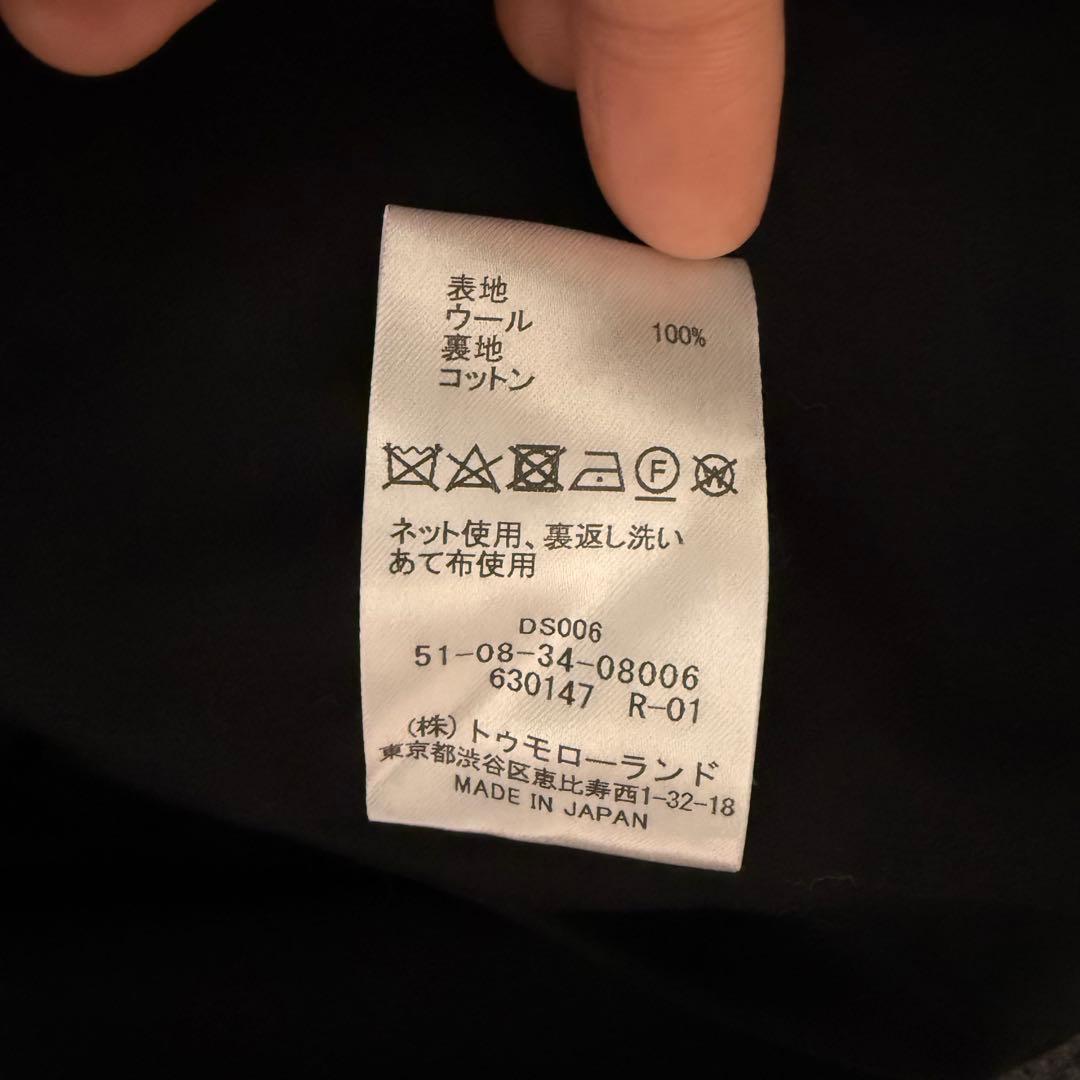 表地
ウール 100%
裏地
コットン
F W
ネット使用、裏返し洗い
あて布使用
DS006
51-08-34-08006
630147 R-01
(株)トゥモローランド
東京都渋谷区恵比寿西1-32-18
MADE IN JAPAN